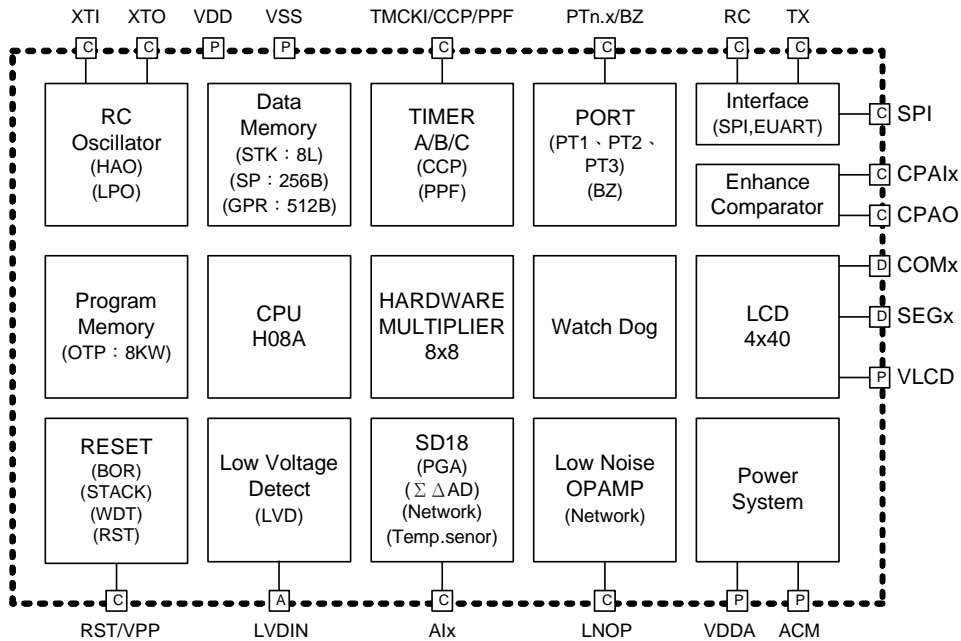 XTI XTO VDD VSS TMCKI/CCP/PPF PTn.x/BZ RC TX
C C P P C C C C
RC
Oscillator
(HAO)
(LPO)
Data
Memory
(STK：8L)
(SP：256B)
(GPR：512B)
TIMER
A/B/C
(CCP)
(PPF)
PORT
(PT1、PT2、
PT3)
(BZ)
Interface
(SPI,EUART)
C SPI
Enhance
Comparator
C CPAIx
C CPAO
Program
Memory
(OTP：8KW)
CPU
H08A
HARDWARE
MULTIPLIER
8x8
Watch Dog
LCD
4x40
D COMx
D SEGx
P VLCD
RESET
(BOR)
(STACK)
(WDT)
(RST)
Low Voltage
Detect
(LVD)
SD18
(PGA)
(ΣΔAD)
(Network)
(Temp.senor)
Low Noise
OPAMP
(Network)
Power
System
C A C C P P
RST/VPP LVDIN AIx LNOP VDDA ACM